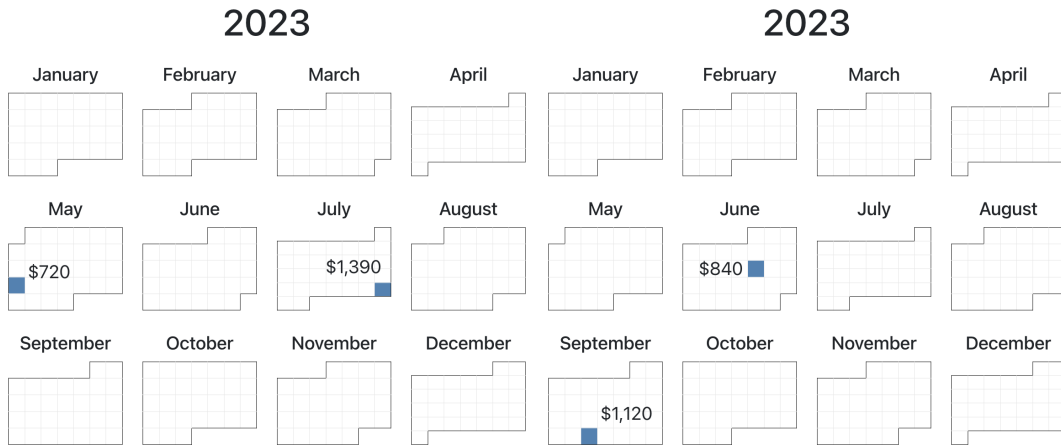 2023 2023
January February March April January February March April
May June July August May June July August
$720 $1,390 $840
September October November December September October November December
$1,120